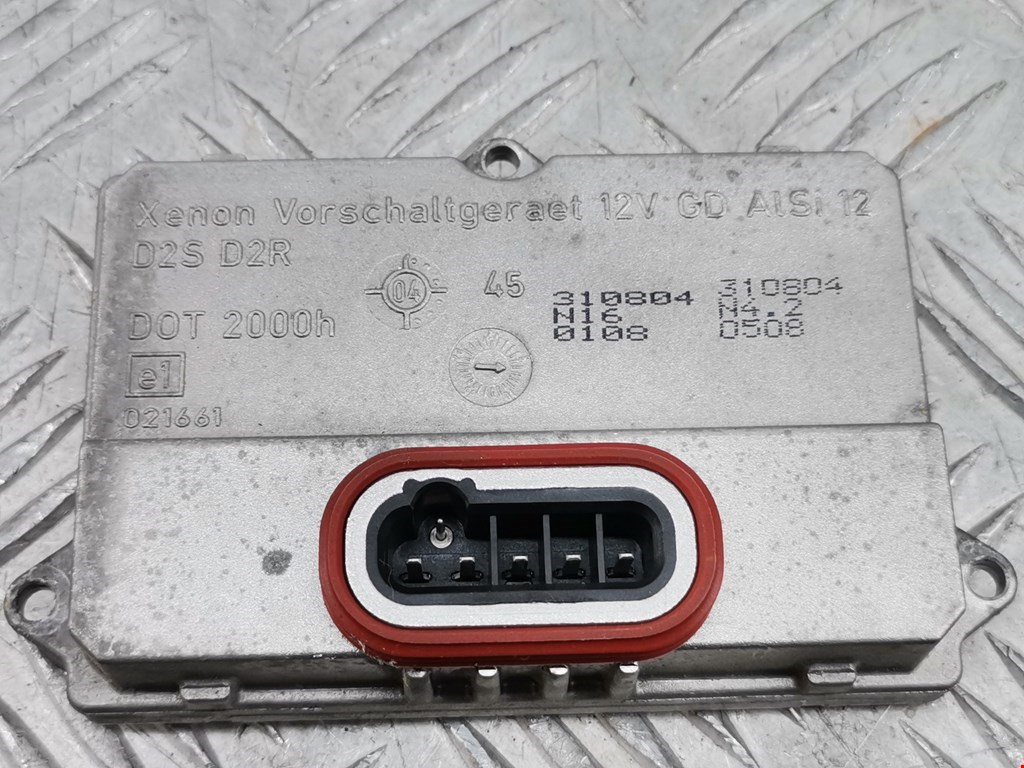 Xenon Vorschaltgeraet 12V GD AlSi 12
D2S D2R
04
45
310804
N16
0108
310804
N4.2
0508
DOT 2000h
e1
021661